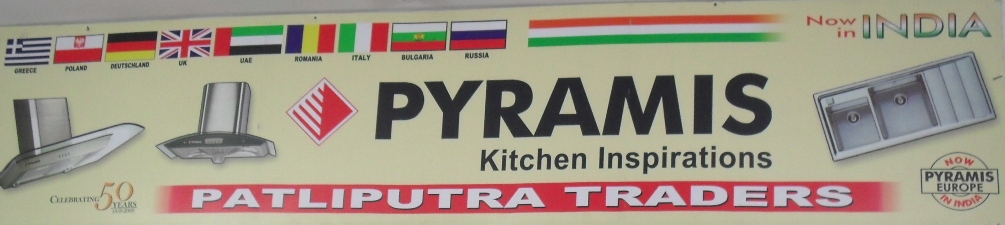 GREECE
POLAND
DEUTSCHLAND
UK
UAE
ROMANIA
ITALY
BULGARIA
RUSSIA
Now in INDIA
PYRAMIS
Kitchen Inspirations
CELEBRATING 50 YEARS
PATLIPUTRA TRADERS
NOW
PYRAMIS
EUROPE
IN INDIA